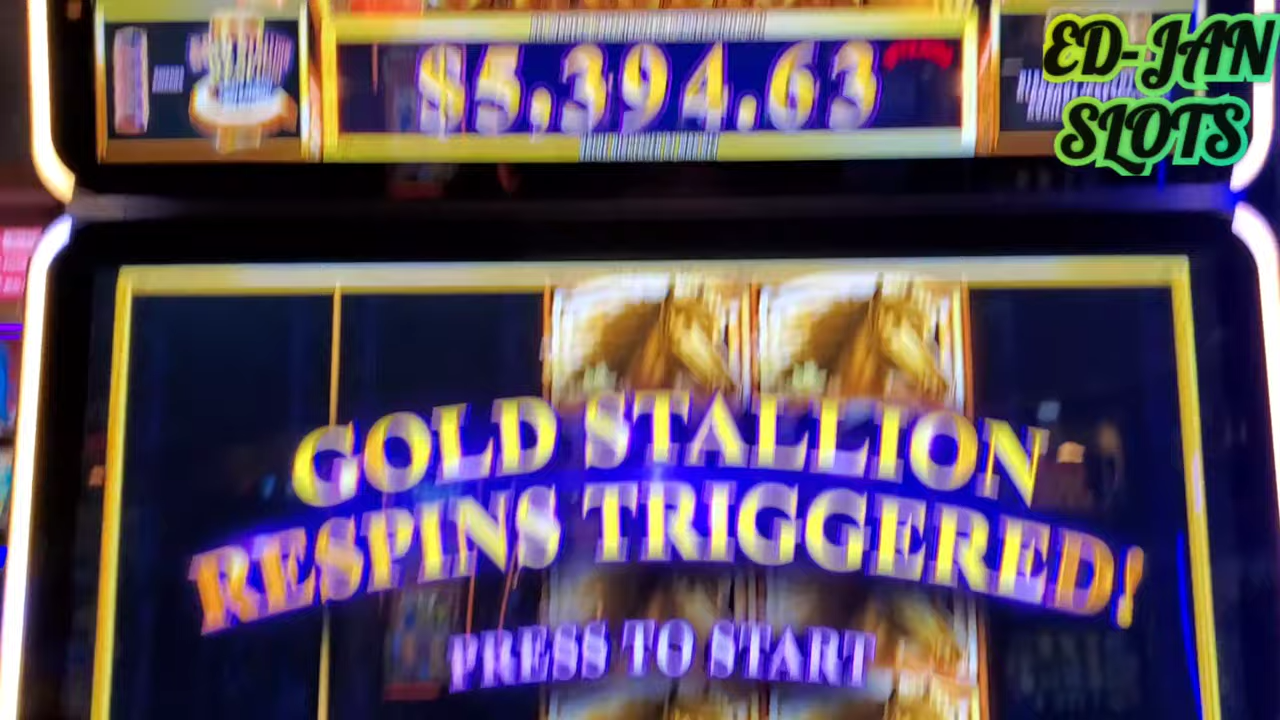 $5,394.63
ED-JAN
SLOTS
GOLD STALLION
RESPINS TRIGGERED!
PRESS TO START